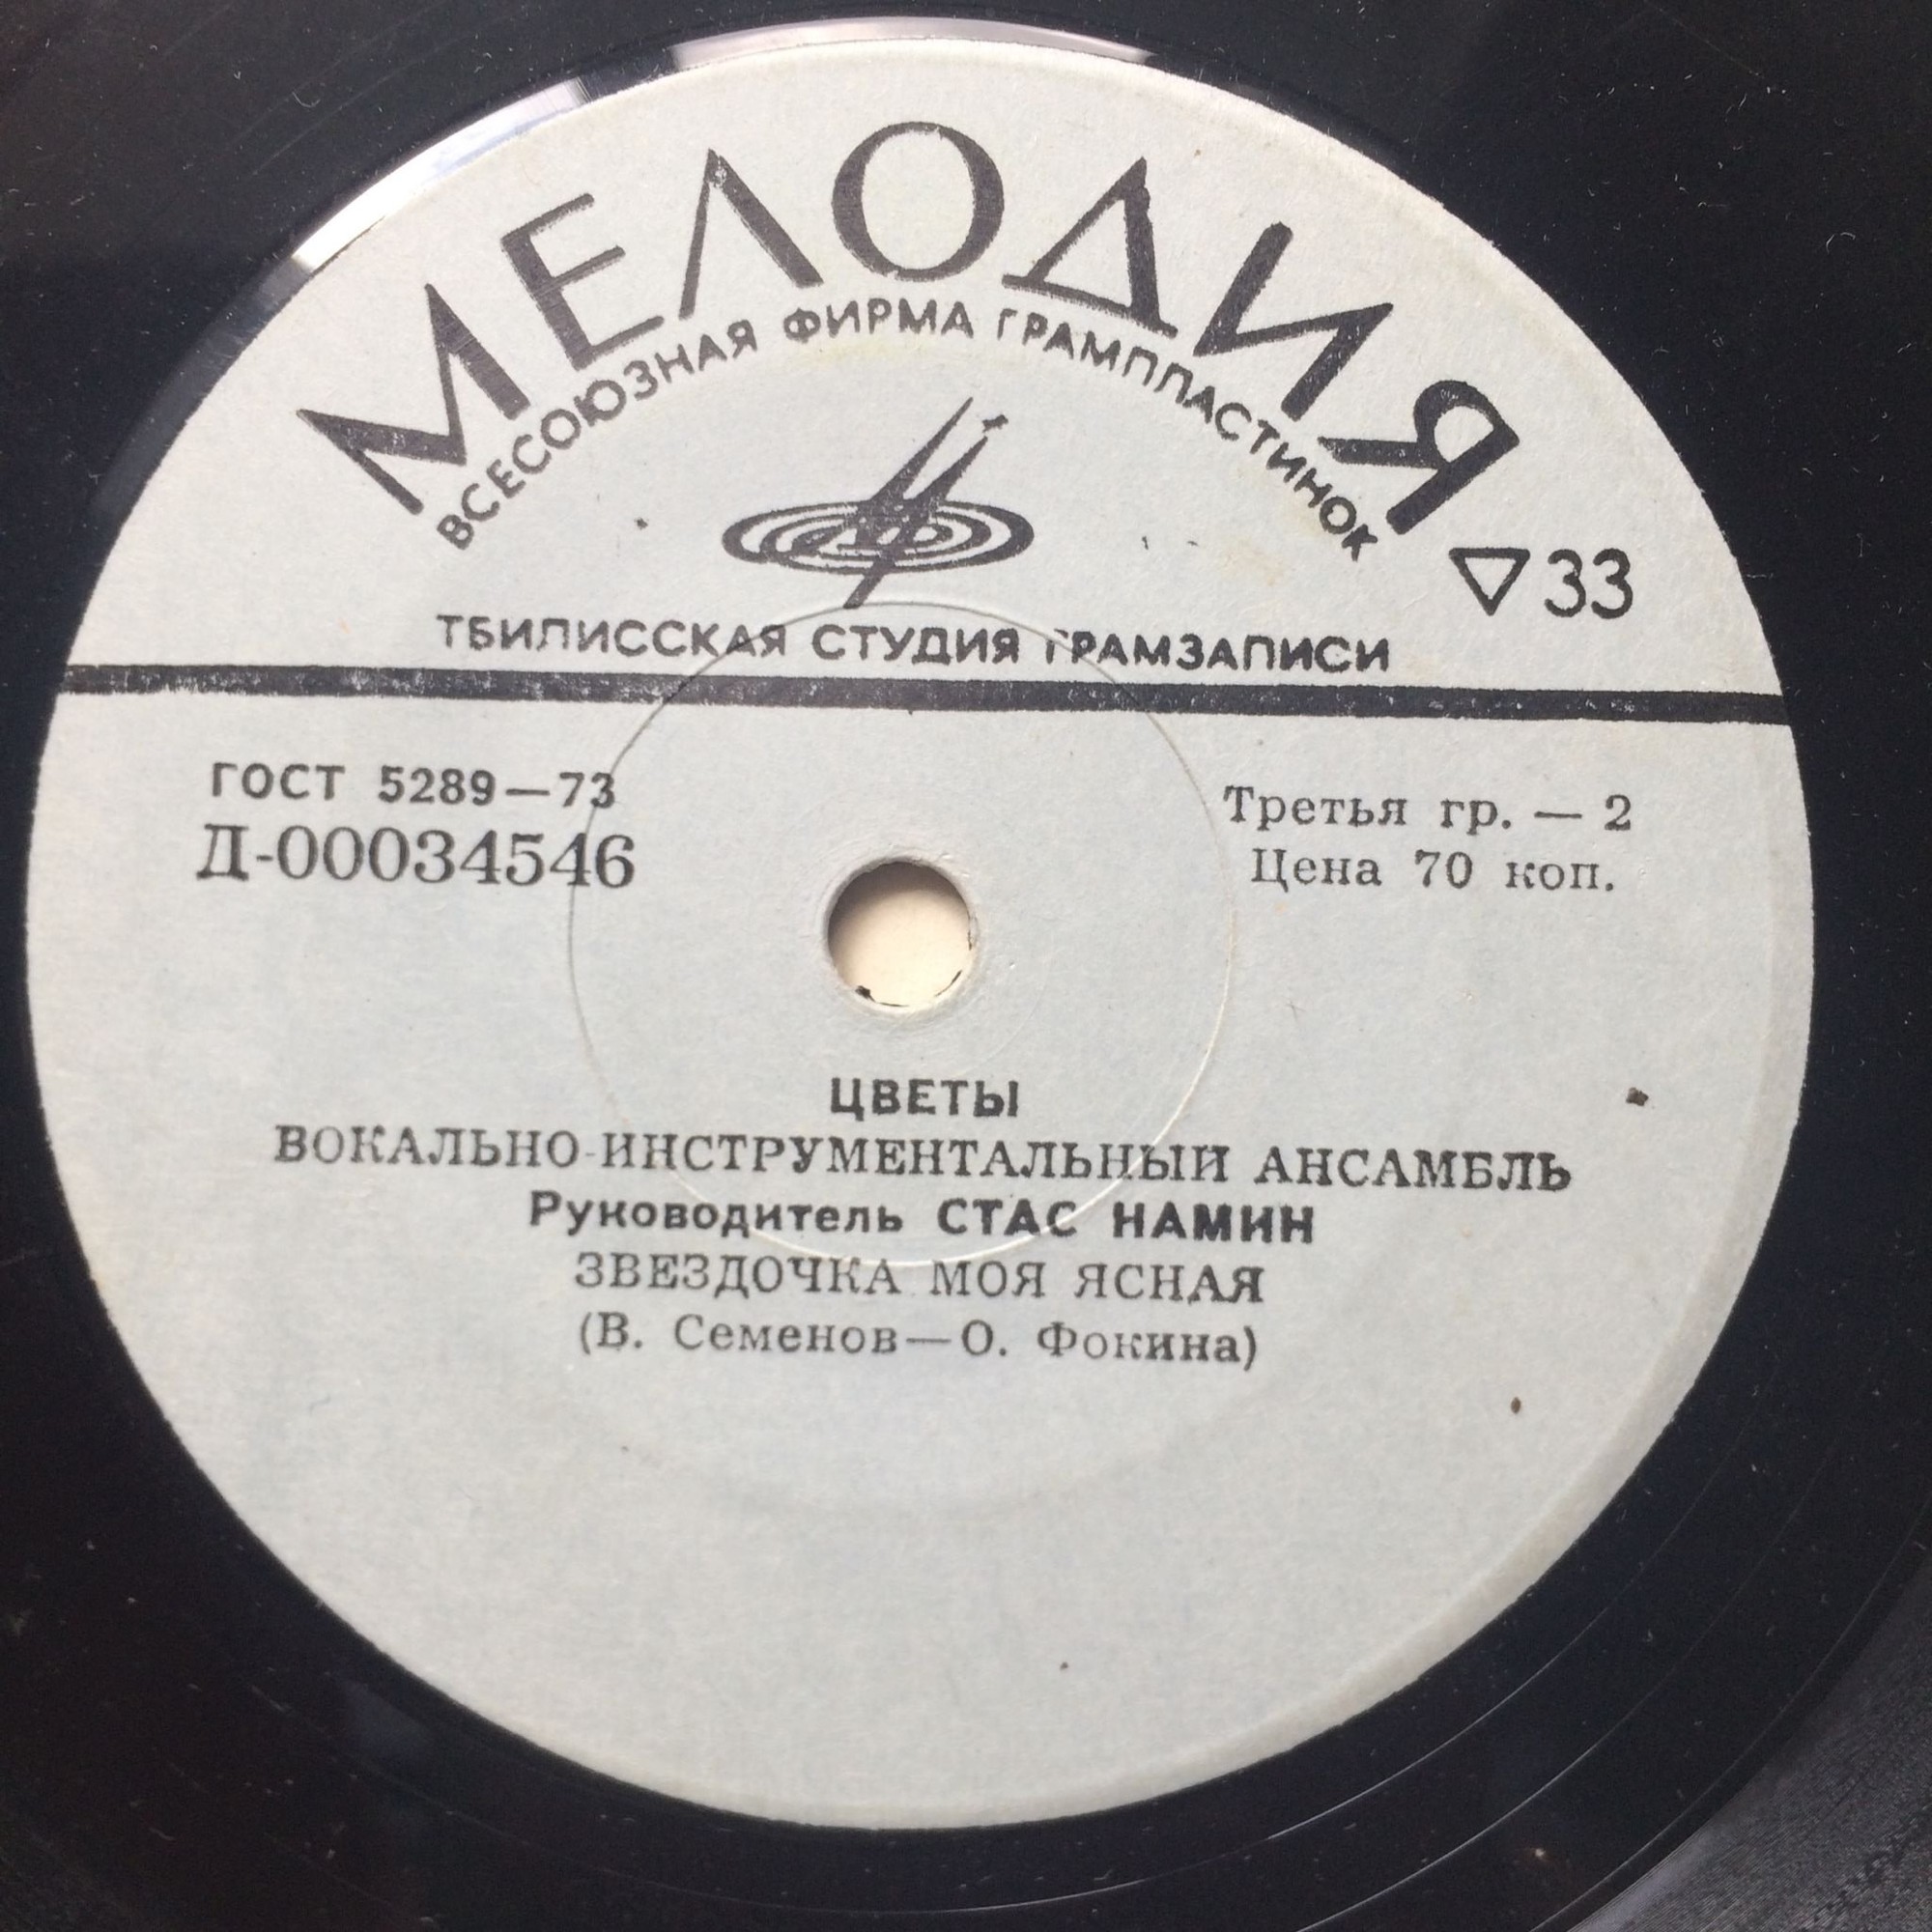 МЕЛОДИЯ
ВСЕСОЮЗНАЯ ФИРМА ГРАМПЛАСТИНОК
▽ 33
ТБИЛИССКАЯ СТУДИЯ ГРАМЗАПИСИ
ГОСТ 5289—73
Третья гр. — 2
Д-00034546
Цена 70 коп.
ЦВЕТЫ
ВОКАЛЬНО-ИНСТРУМЕНТАЛЬНЫЙ АНСАМБЛЬ
Руководитель СТАС НАМИН
ЗВЕЗДОЧКА МОЯ ЯСНАЯ
(В. Семенов—О. Фокина)